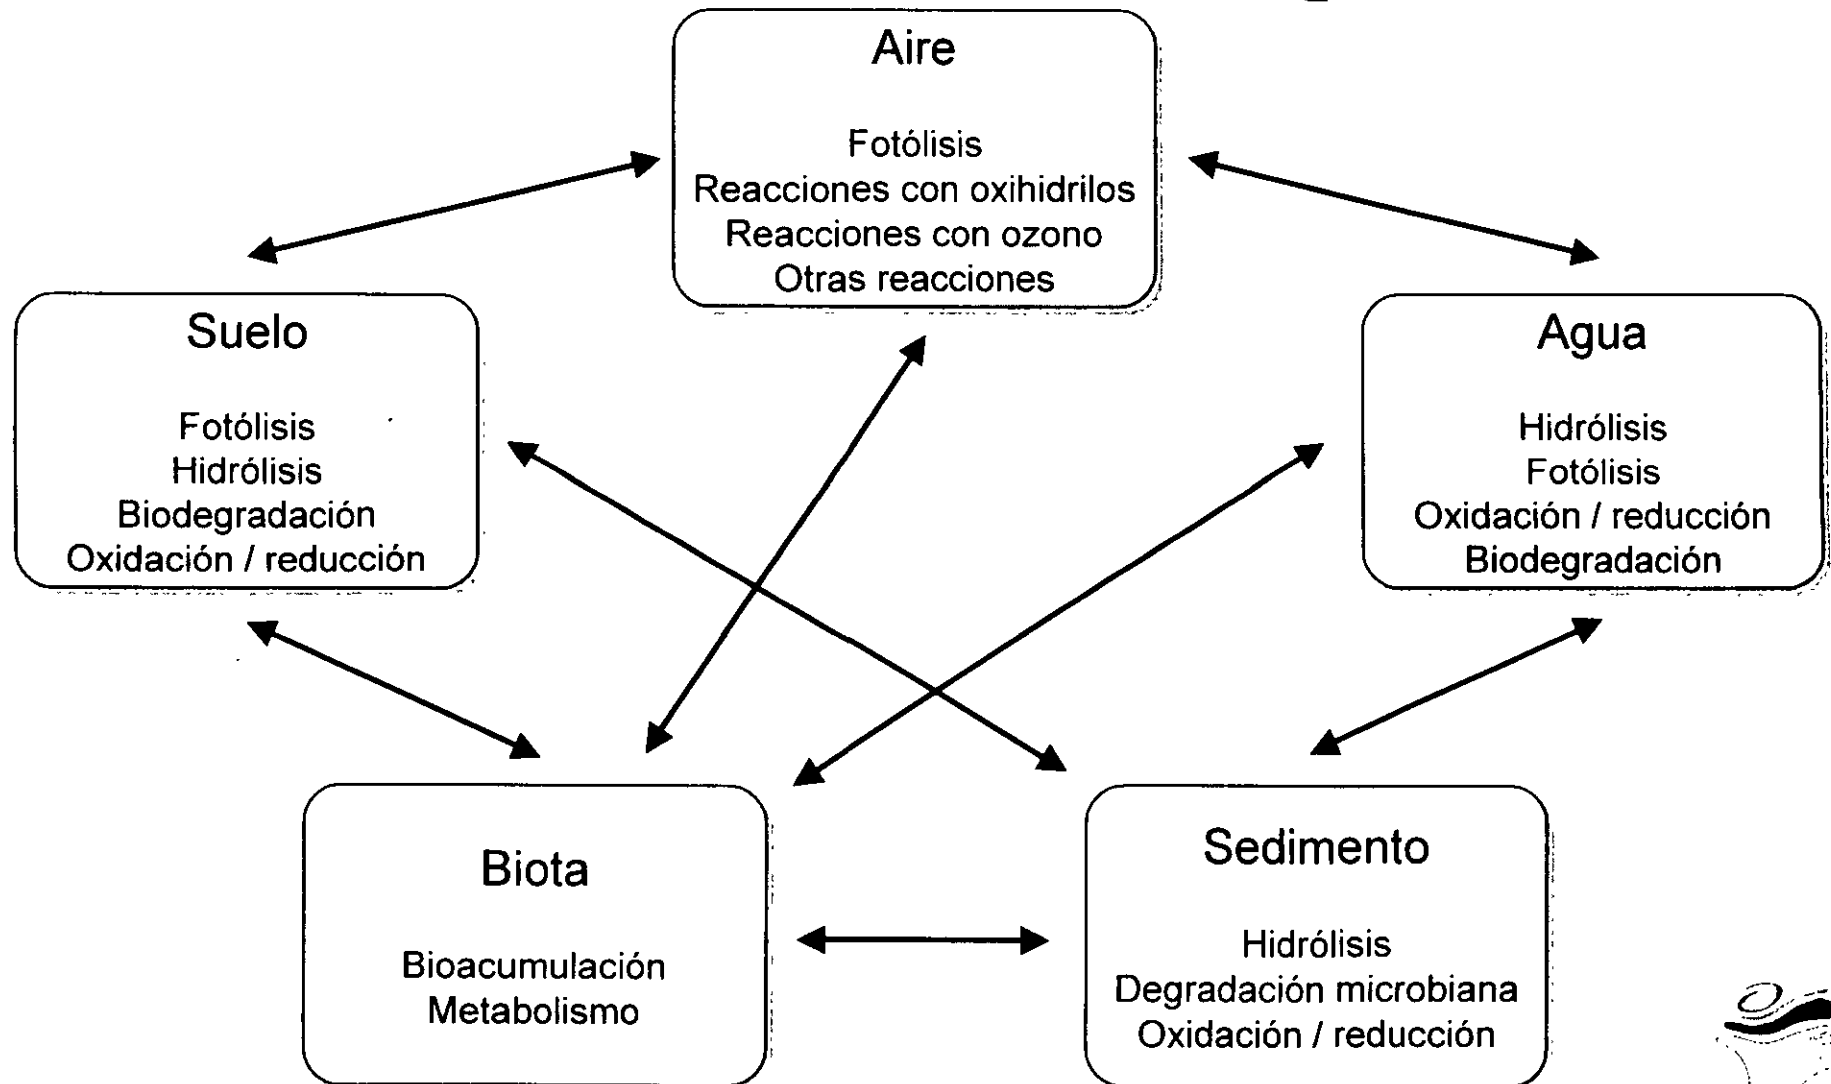 Aire
Fotólisis
Reacciones con oxihidrilos
Reacciones con ozono
Otras reacciones
Suelo
Fotólisis
Hidrólisis
Biodegradación
Oxidación / reducción
Agua
Hidrólisis
Fotólisis
Oxidación / reducción
Biodegradación
Biota
Bioacumulación
Metabolismo
Sedimento
Hidrólisis
Degradación microbiana
Oxidación / reducción